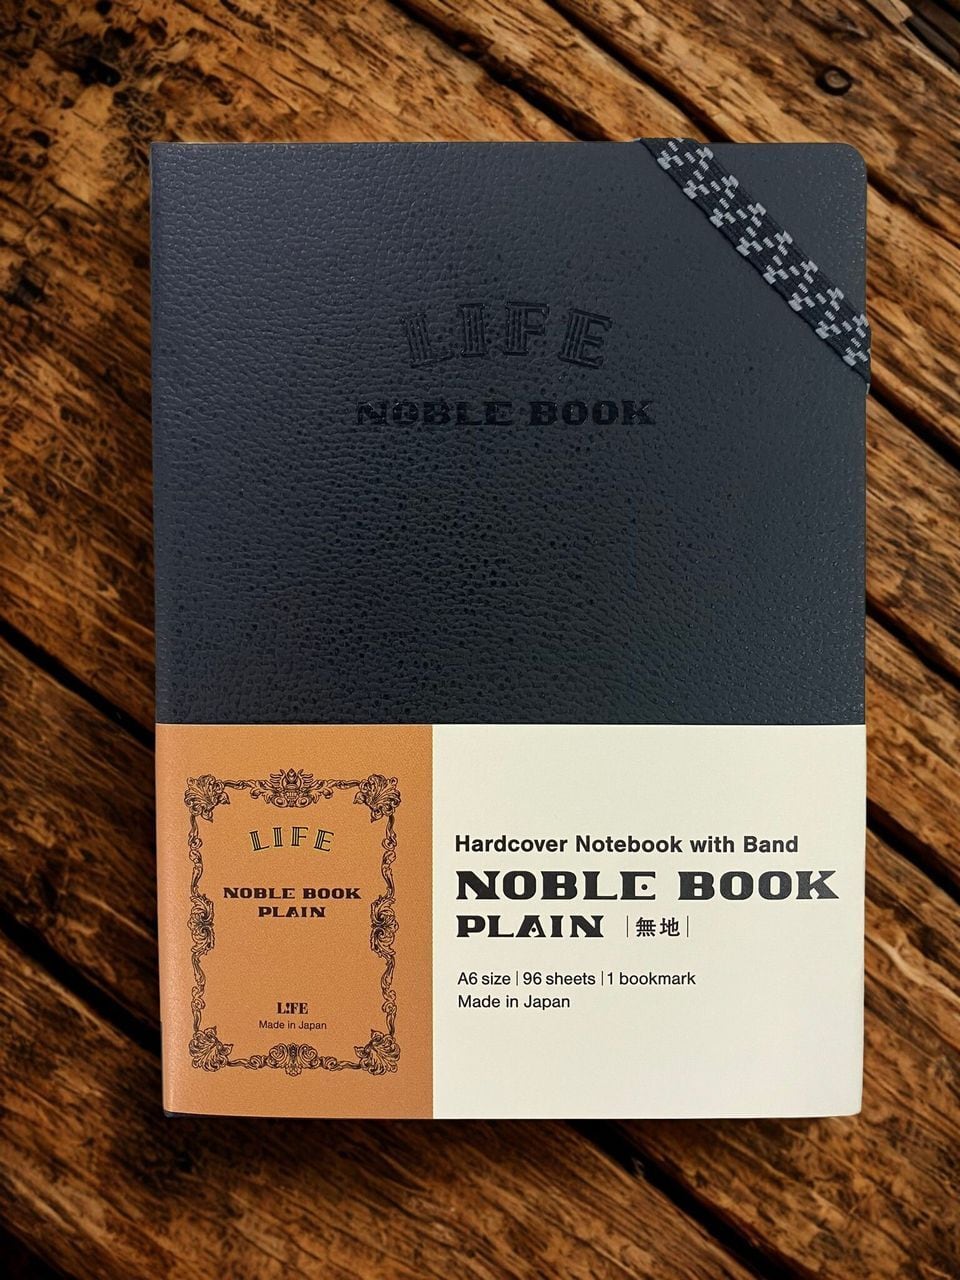 LIFE
NOBLE BOOK
LIFE
NOBLE BOOK
PLAIN
L!FE
Made in Japan
Hardcover Notebook with Band
NOBLE BOOK
PLAIN |無地|
A6 size | 96 sheets | 1 bookmark
Made in Japan